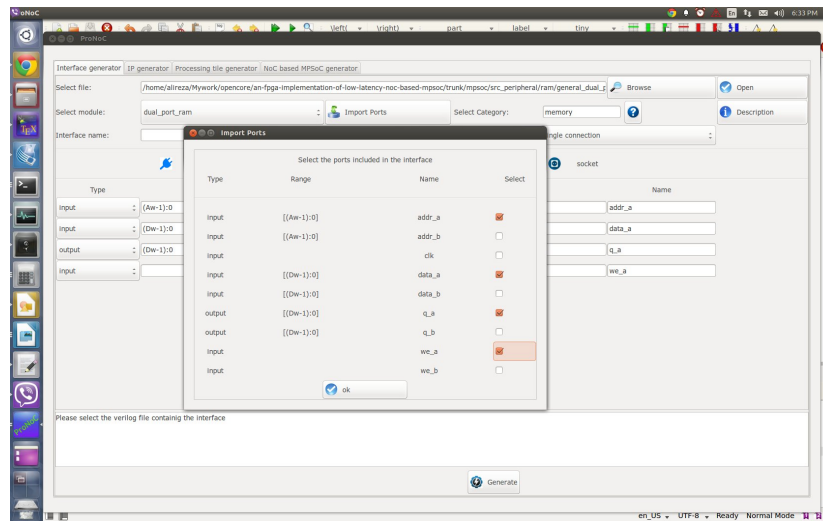 ProNoC
6:33 PM
En
\left( \right) part label tiny
ProNoC
Interface generator IP generator Processing tile generator NoC based MPSoC generator
Select file: /home/alireza/Mywork/opencore/an-fpga-implementation-of-low-latency-noc-based-mpsoc/trunk/mpsoc/src_peripheral/ram/general_dual_p Browse Open
Select module: dual_port_ram Import Ports Select Category: memory Description
Interface name: ingle connection
Import Ports
Select the ports included in the interface
socket
Type Range Name Select
Type Name
input [(Aw-1):0] addr_a
input [(Aw-1):0] addr_b
input clk
input [(Dw-1):0] data_a
input [(Dw-1):0] data_b
output [(Dw-1):0] q_a
output [(Dw-1):0] q_b
input we_a
input we_b
ok
input (Aw-1):0 addr_a
input (Dw-1):0 data_a
output (Dw-1):0 q_a
input we_a
Please select the verilog file containig the interface
Generate
en_US UTF-8 Ready Normal Mode